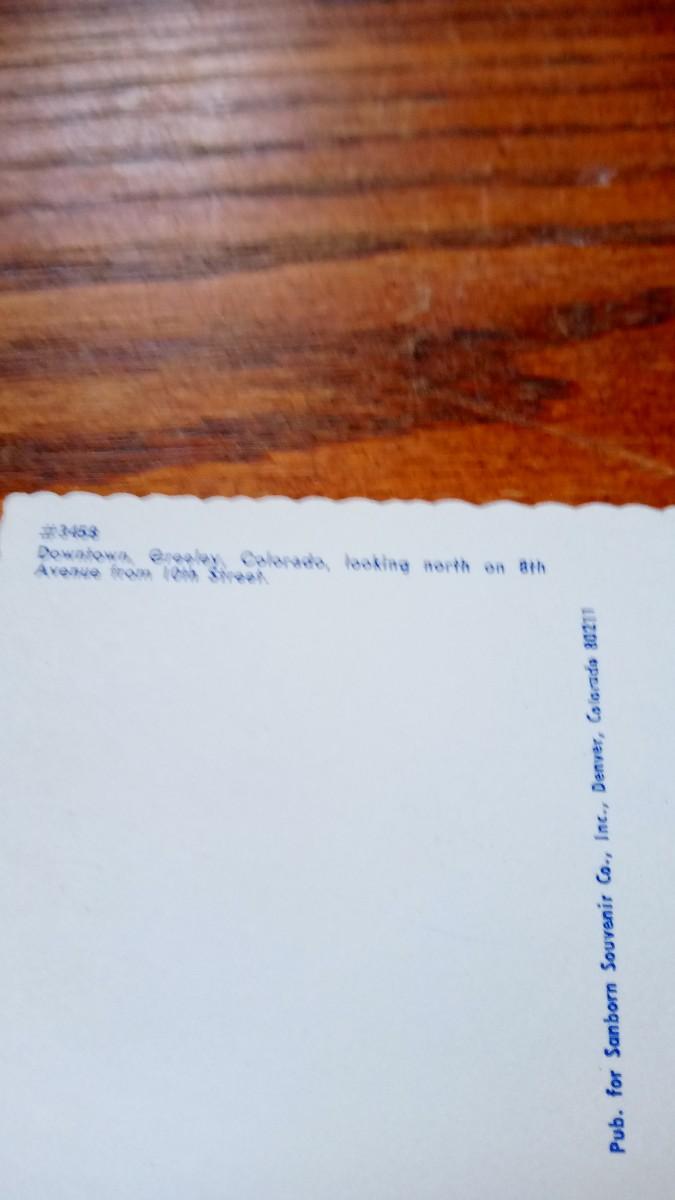 #3458
Downtown, Greeley, Colorado, looking north on 8th
Avenue from 10th Street.
Pub. for Sanborn Souvenir Co., Inc., Denver, Colorado 80211